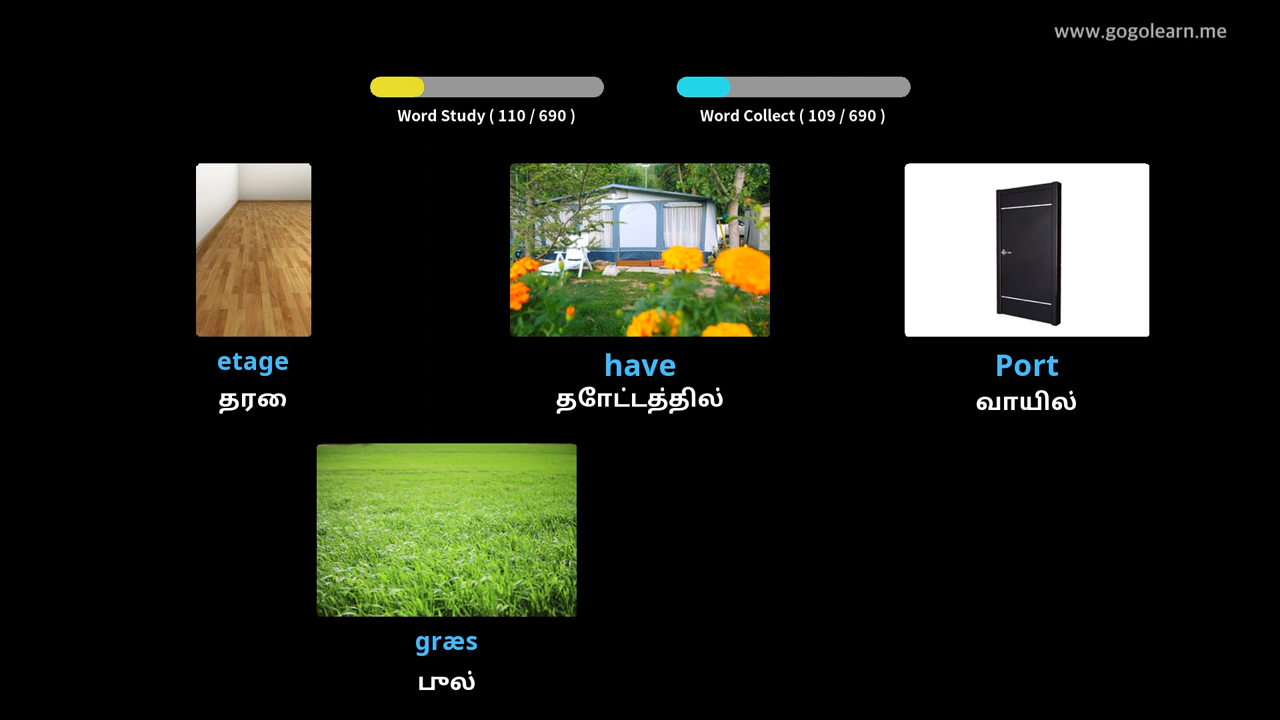 www.gogolearn.me
Word Study ( 110 / 690 )
Word Collect ( 109 / 690 )
etage
தரை
have
தோட்டத்தில்
Port
வாயில்
græs
புல்